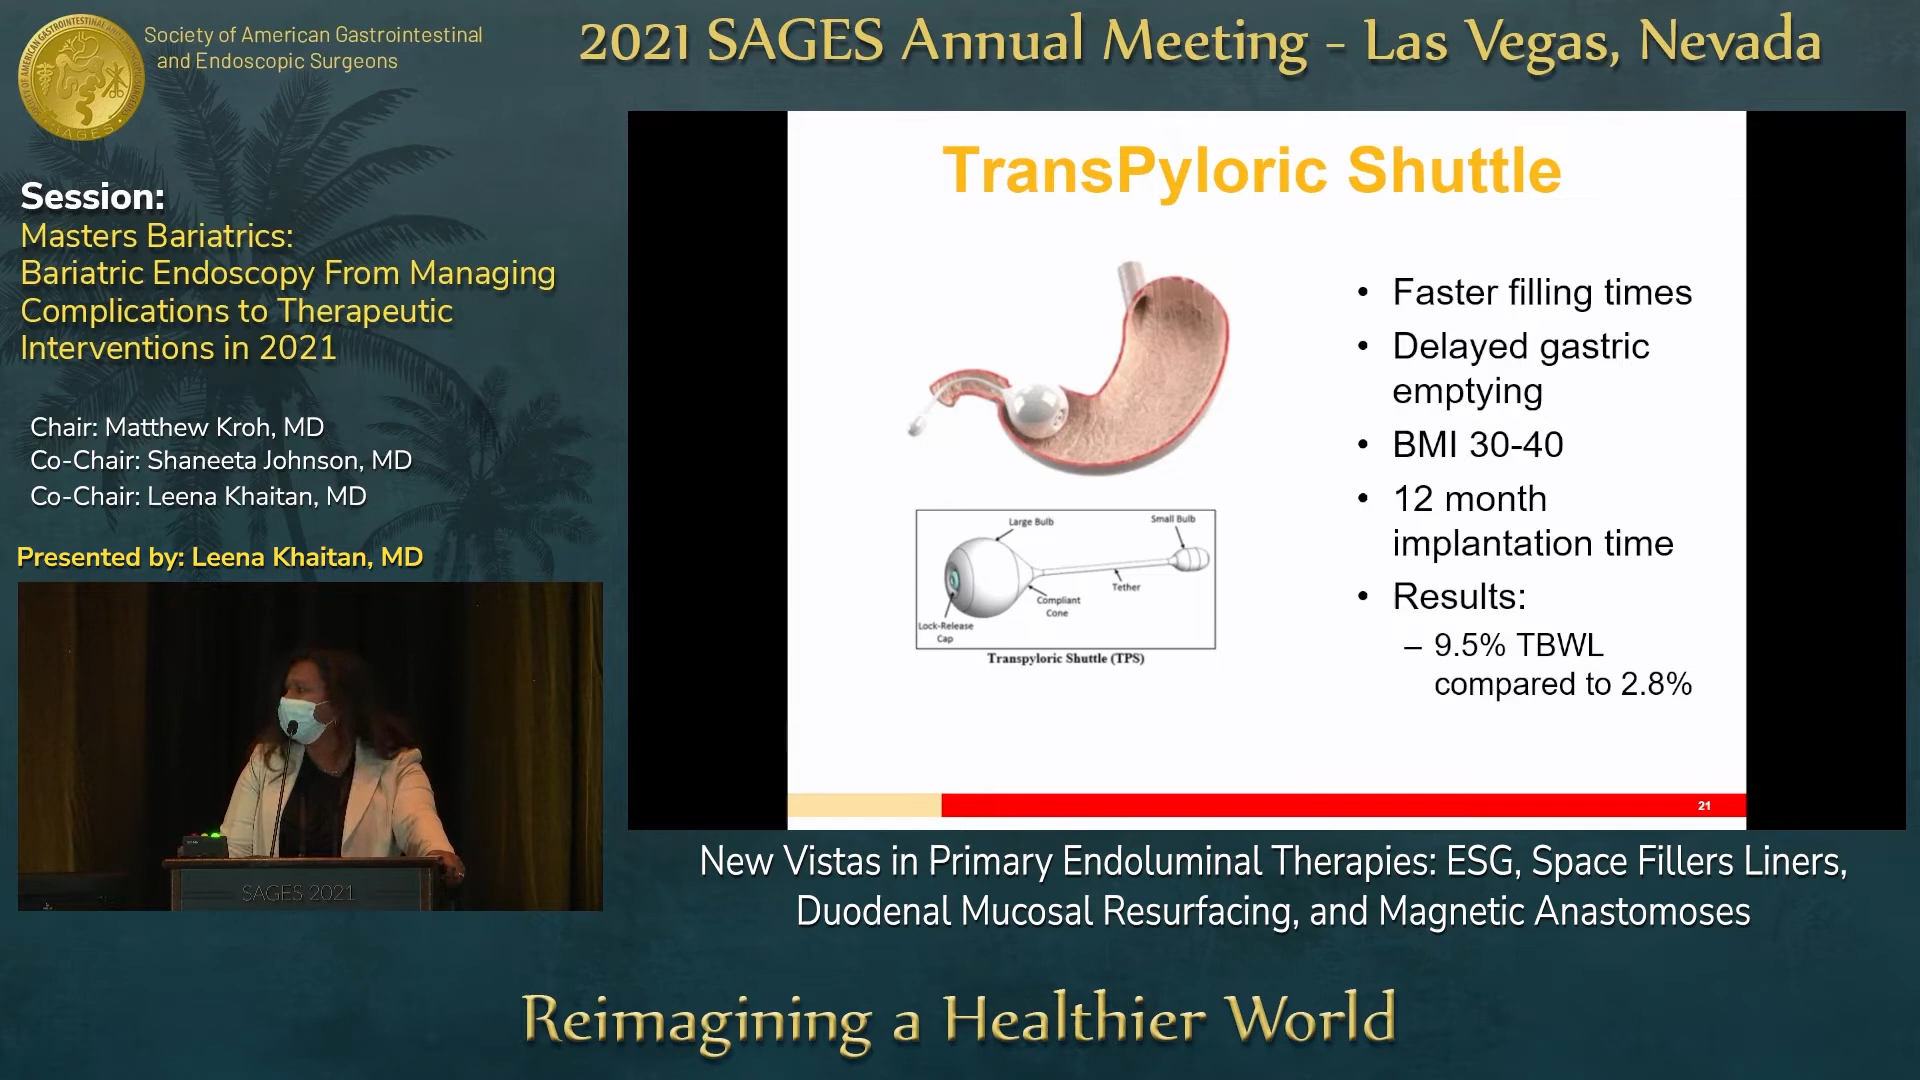 Society of American Gastrointestinal
and Endoscopic Surgeons
2021 SAGES Annual Meeting - Las Vegas, Nevada
Session:
Masters Bariatrics:
Bariatric Endoscopy From Managing
Complications to Therapeutic
Interventions in 2021
Chair: Matthew Kroh, MD
Co-Chair: Shaneeta Johnson, MD
Co-Chair: Leena Khaitan, MD
Presented by: Leena Khaitan, MD
SAGES 2021
TransPyloric Shuttle
• Faster filling times
• Delayed gastric
emptying
• BMI 30-40
• 12 month
implantation time
• Results:
– 9.5% TBWL
compared to 2.8%
Large Bulb
Small Bulb
Tether
Compliant
Cone
Lock-Release
Cap
Transpyloric Shuttle (TPS)
21
New Vistas in Primary Endoluminal Therapies: ESG, Space Fillers Liners,
Duodenal Mucosal Resurfacing, and Magnetic Anastomoses
Reimagining a Healthier World